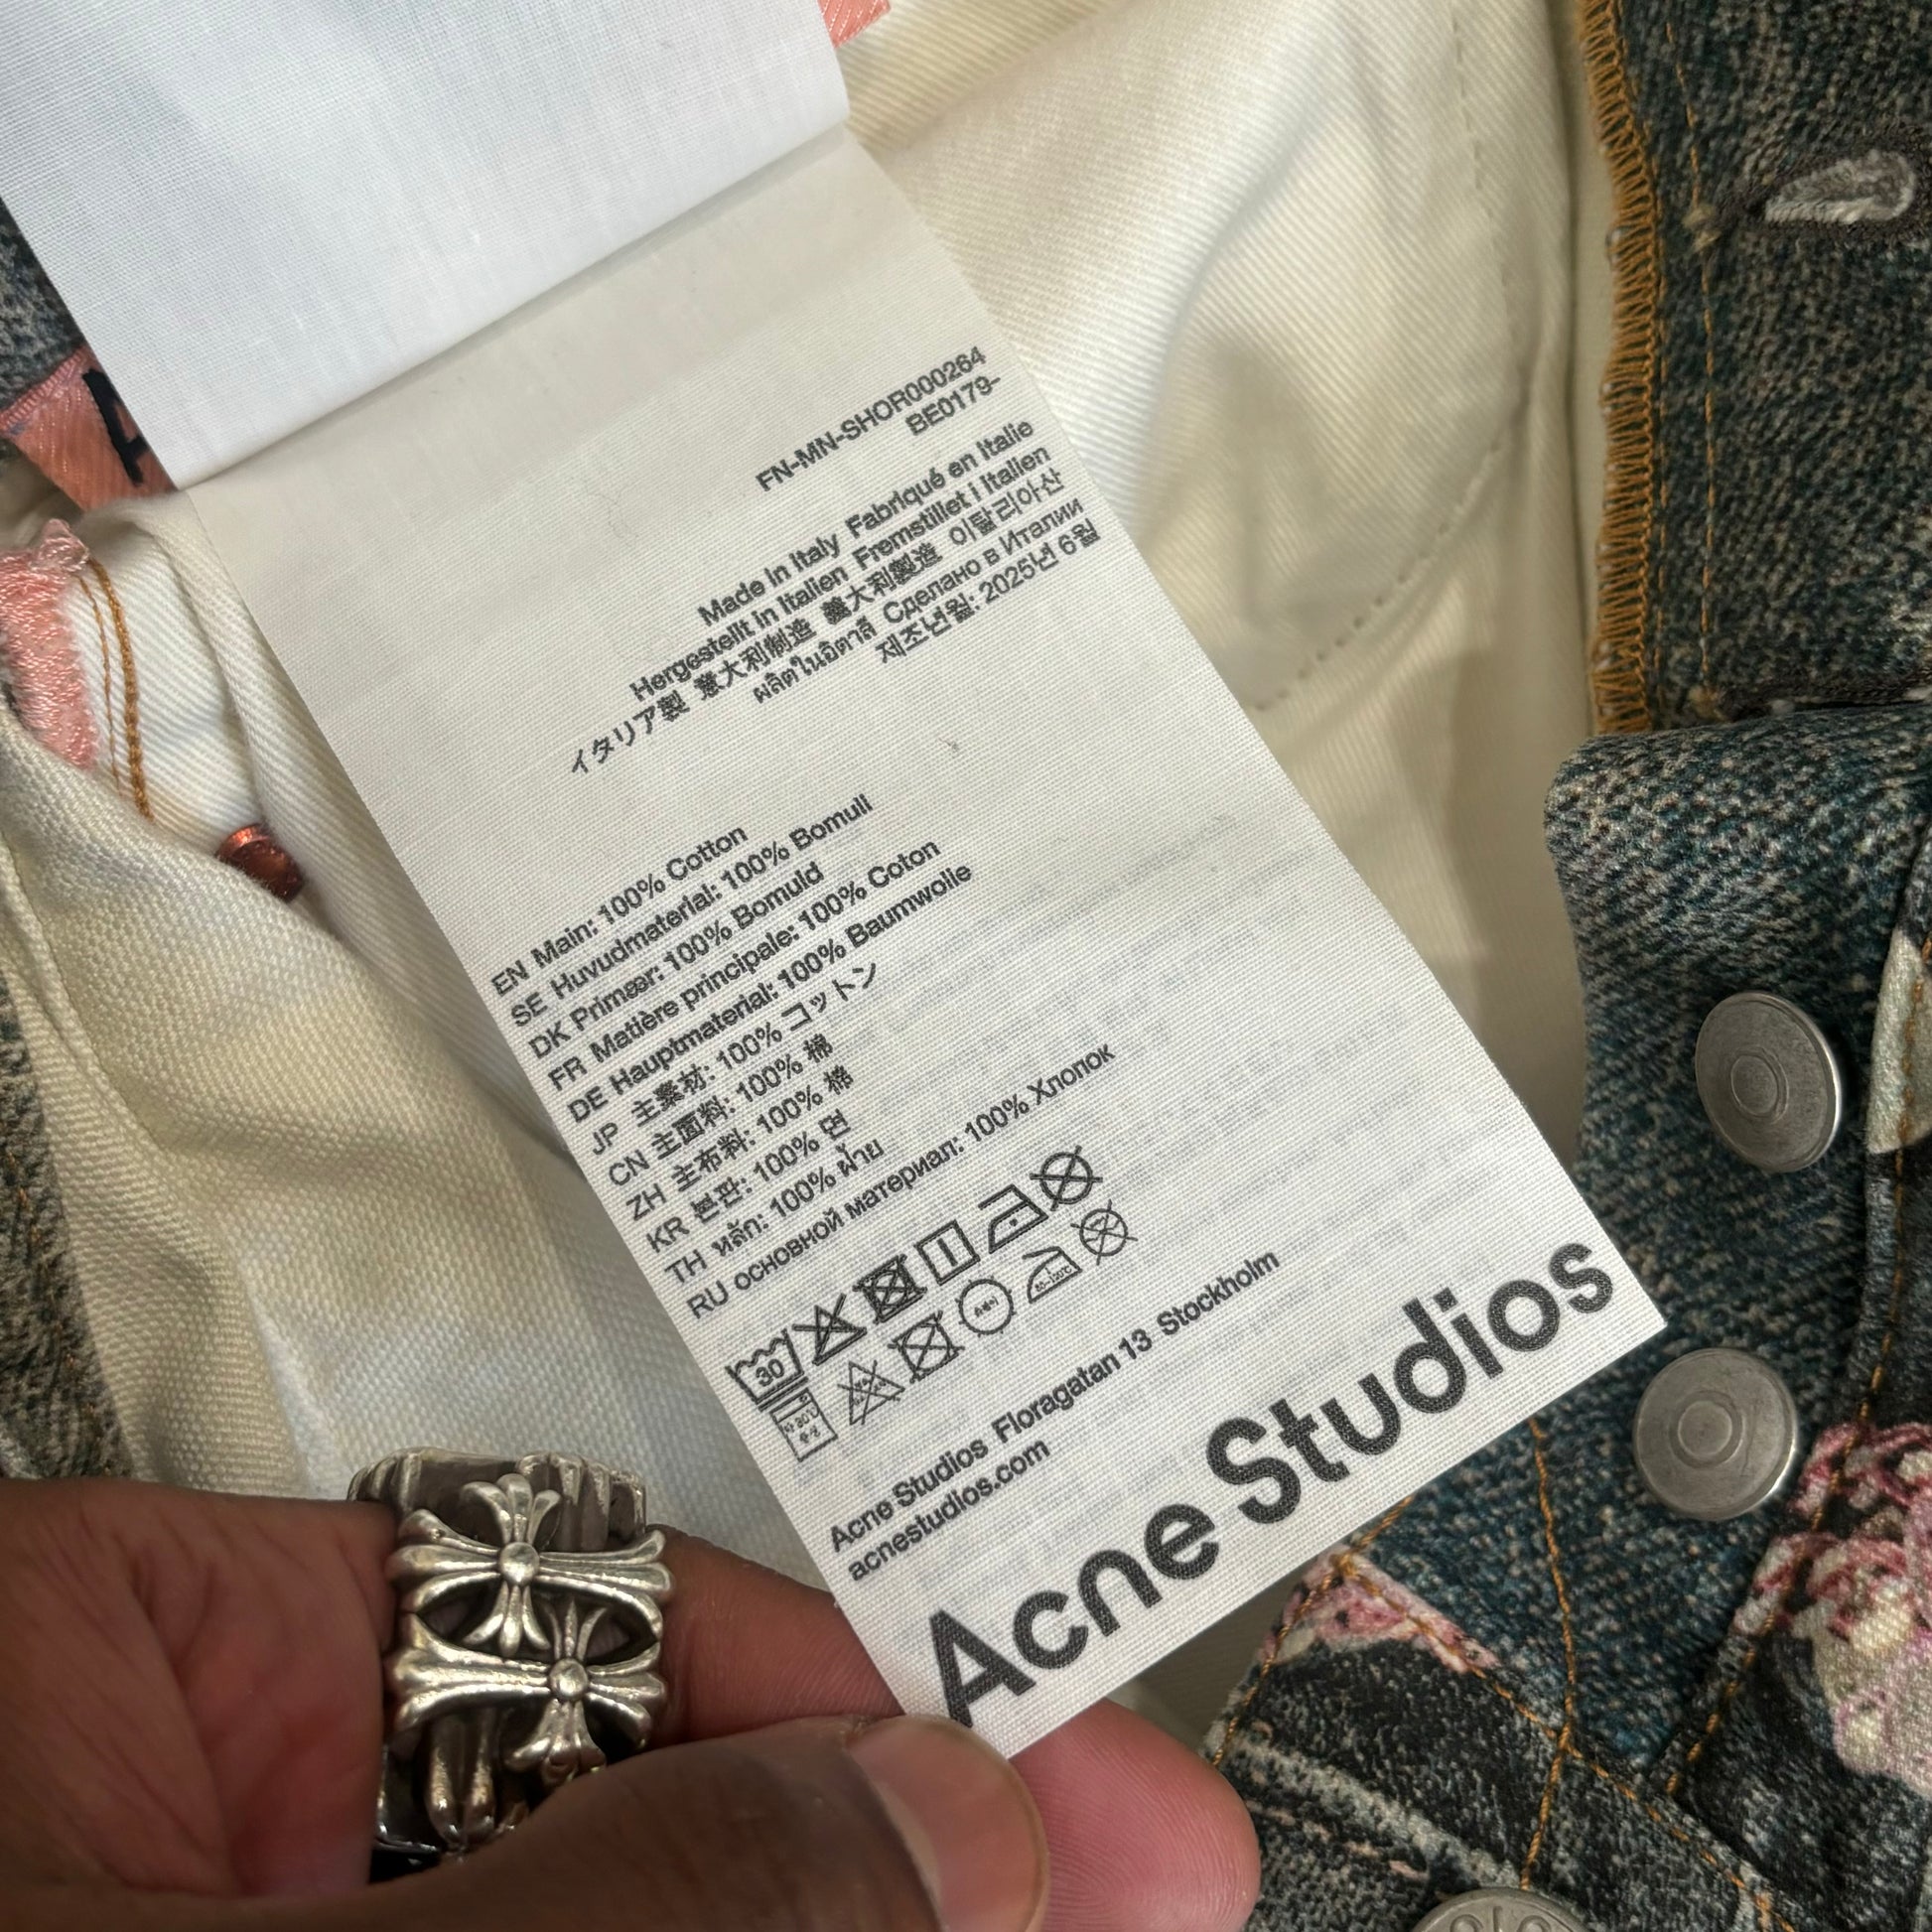 FN-MN-SHOR000264
BE0179-
Made in Italy Fabriqué en Italie
Hergestellt in Italien Fremstillet i Italien
イタリア製 意大利制造 義大利製造 이탈리아산
ผลิตในอิตาลี Сделано в Италии
제조년월: 2025년 6월
EN Main: 100% Cotton
SE Huvudmaterial: 100% Bomull
DK Primær: 100% Bomuld
FR Matière principale: 100% Coton
DE Hauptmaterial: 100% Baumwolle
JP 主素材: 100% コットン
CN 主面料: 100% 棉
ZH 主布料: 100% 棉
KR 본판: 100% 면
TH หลัก: 100% ฝ้าย
RU основной материал: 100% Хлопок
30
Acne Studios Floragatan 13 Stockholm
acnestudios.com
Acne Studios